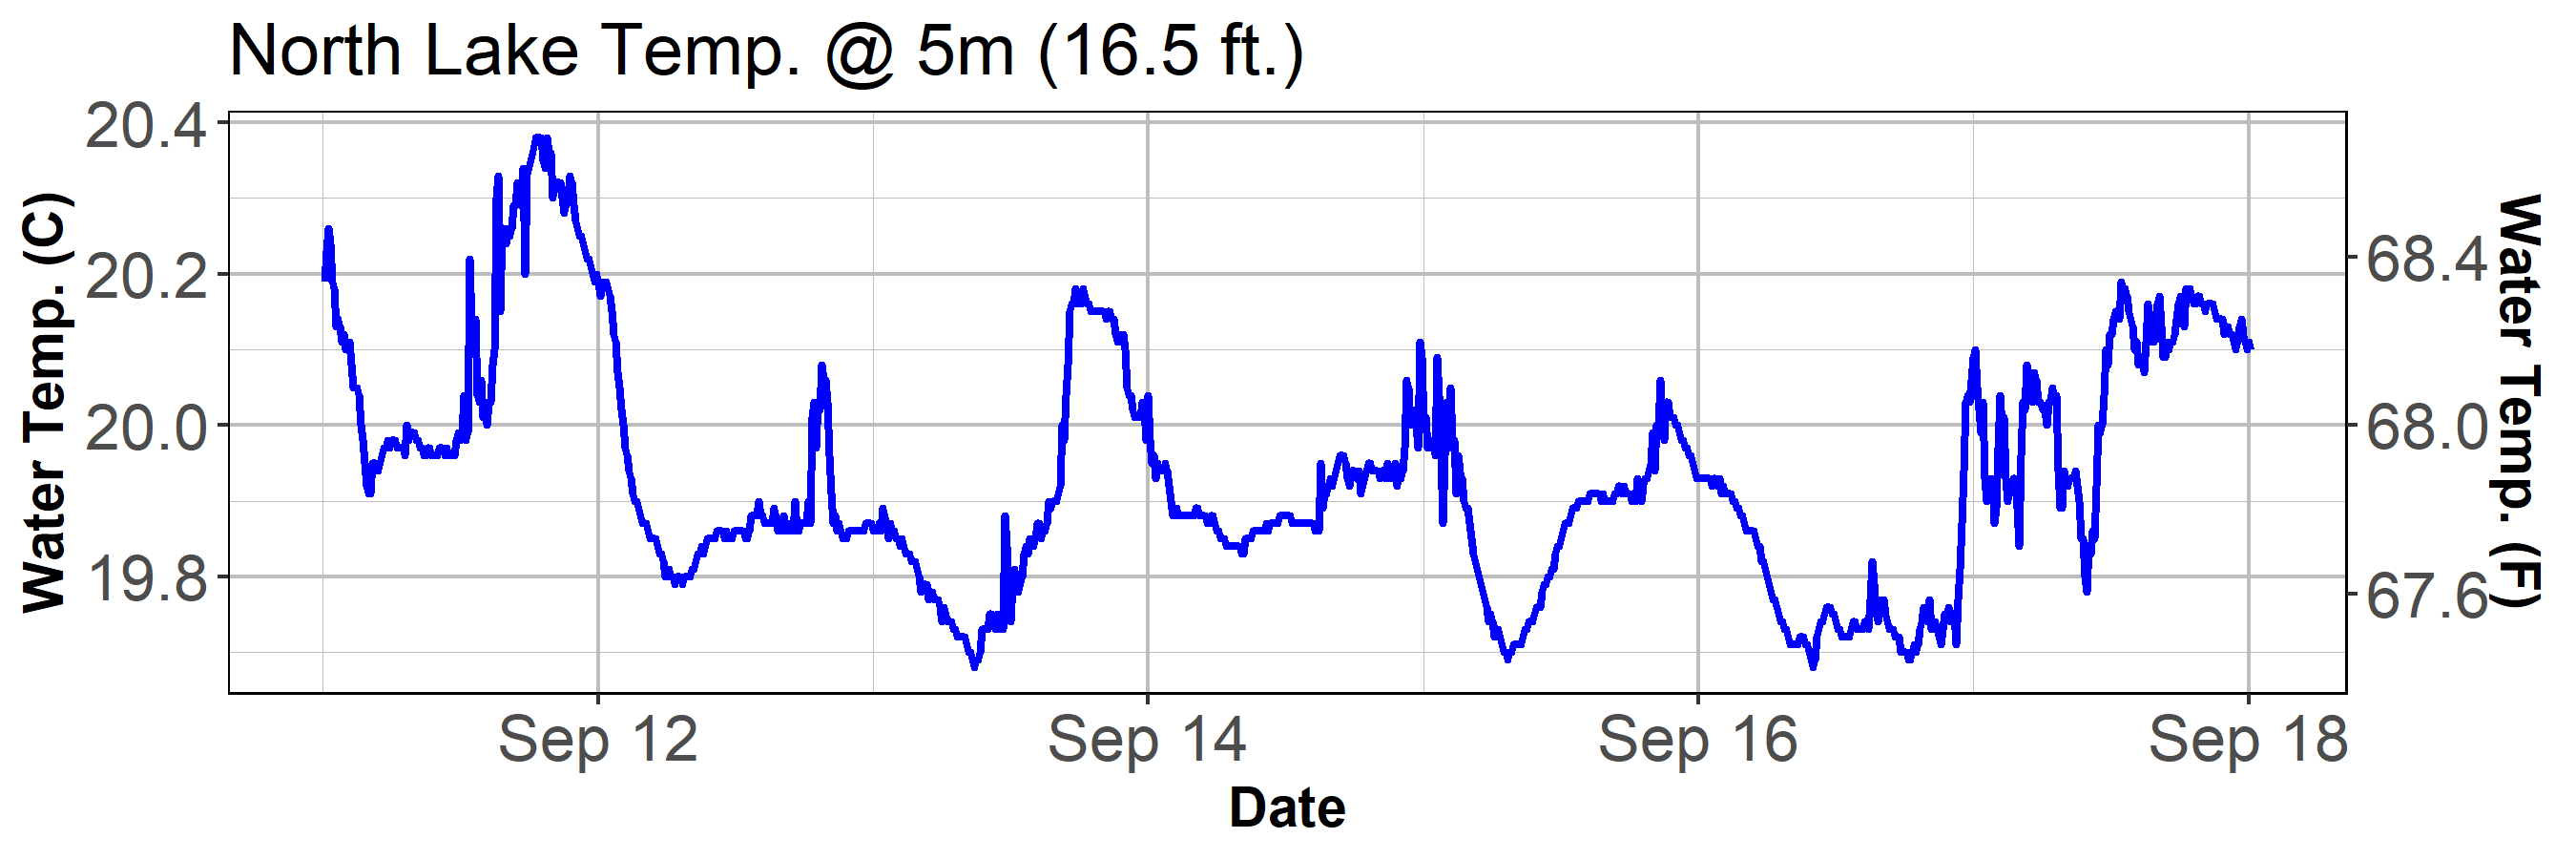 North Lake Temp. @ 5m (16.5 ft.)
Water Temp. (C)
20.4
20.2
20.0
19.8
68.4
68.0
67.6
Water Temp. (F)
Sep 12 Sep 14 Sep 16 Sep 18
Date